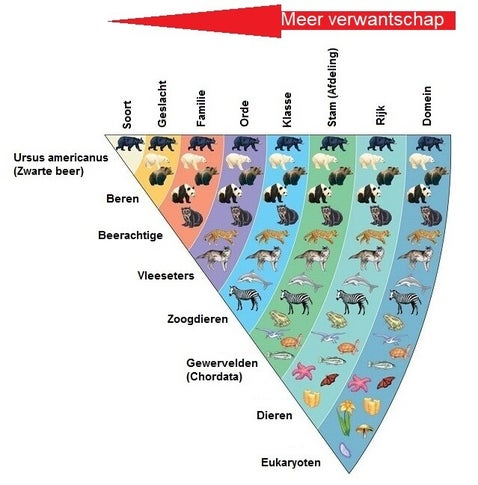 Meer verwantschap
Soort
Geslacht
Familie
Orde
Klasse
Stam (Afdeling)
Rijk
Domein
Ursus americanus
(Zwarte beer)
Beren
Beerachtige
Vleeseters
Zoogdieren
Gewervelden
(Chordata)
Dieren
Eukaryoten